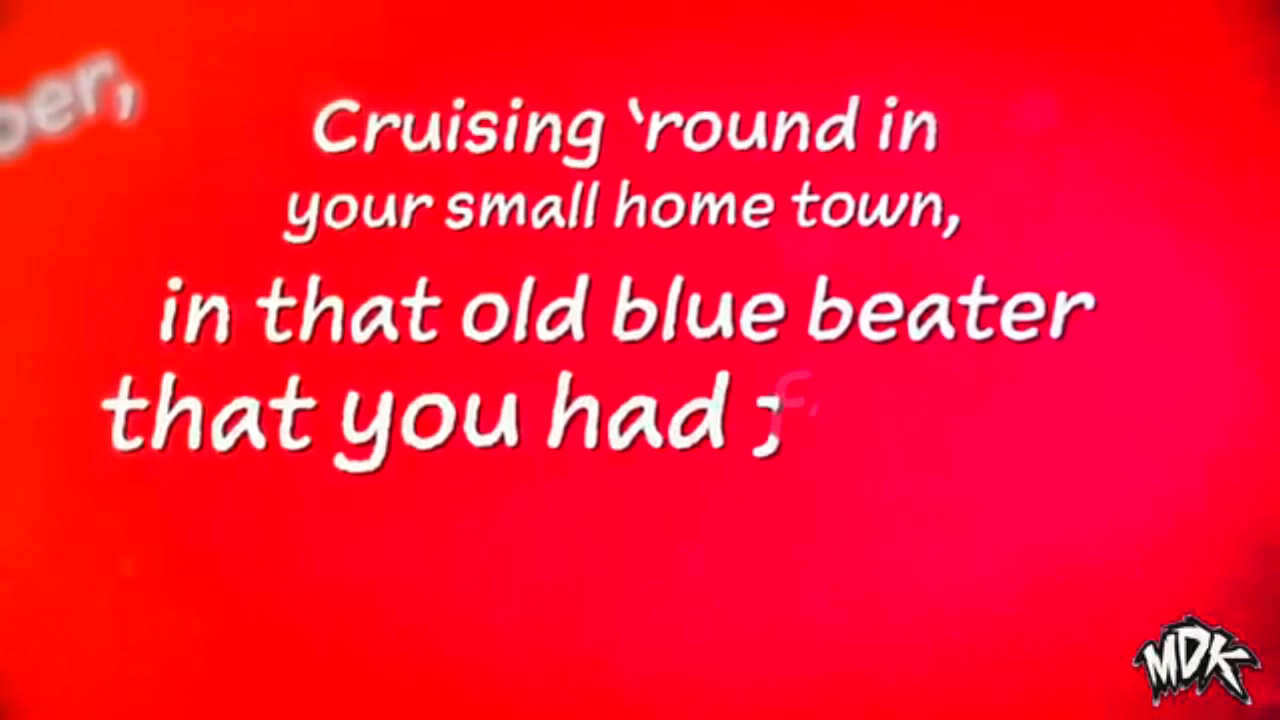 Cruising ‘round in
your small home town,
in that old blue beater
that you had
MDK